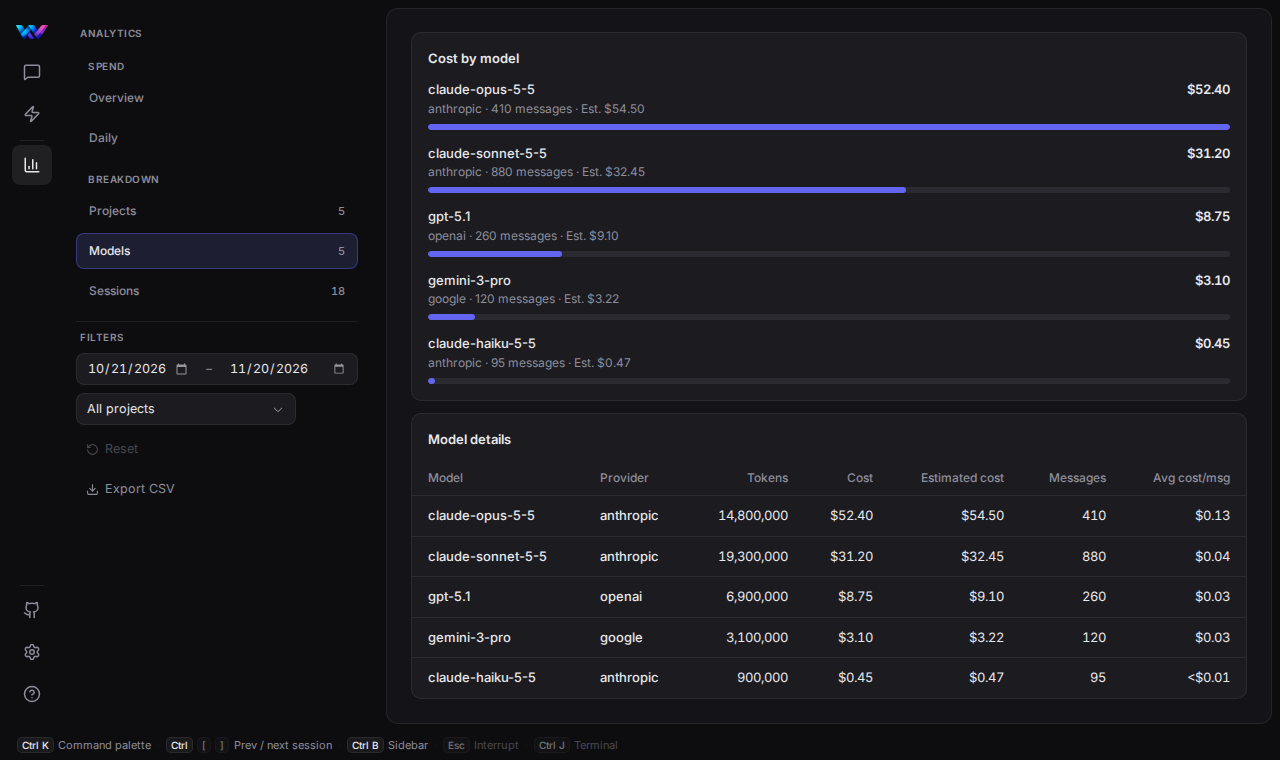 ANALYTICS
SPEND
Overview
Daily
BREAKDOWN
Projects 5
Models 5
Sessions 18
FILTERS
10/21/2026 – 11/20/2026
All projects
Reset
Export CSV
Cost by model
claude-opus-5-5 $52.40
anthropic · 410 messages · Est. $54.50
claude-sonnet-5-5 $31.20
anthropic · 880 messages · Est. $32.45
gpt-5.1 $8.75
openai · 260 messages · Est. $9.10
gemini-3-pro $3.10
google · 120 messages · Est. $3.22
claude-haiku-5-5 $0.45
anthropic · 95 messages · Est. $0.47
Model details
Model Provider Tokens Cost Estimated cost Messages Avg cost/msg
claude-opus-5-5 anthropic 14,800,000 $52.40 $54.50 410 $0.13
claude-sonnet-5-5 anthropic 19,300,000 $31.20 $32.45 880 $0.04
gpt-5.1 openai 6,900,000 $8.75 $9.10 260 $0.03
gemini-3-pro google 3,100,000 $3.10 $3.22 120 $0.03
claude-haiku-5-5 anthropic 900,000 $0.45 $0.47 95 <$0.01
Ctrl K Command palette Ctrl [ ] Prev / next session Ctrl B Sidebar Esc Interrupt Ctrl J Terminal